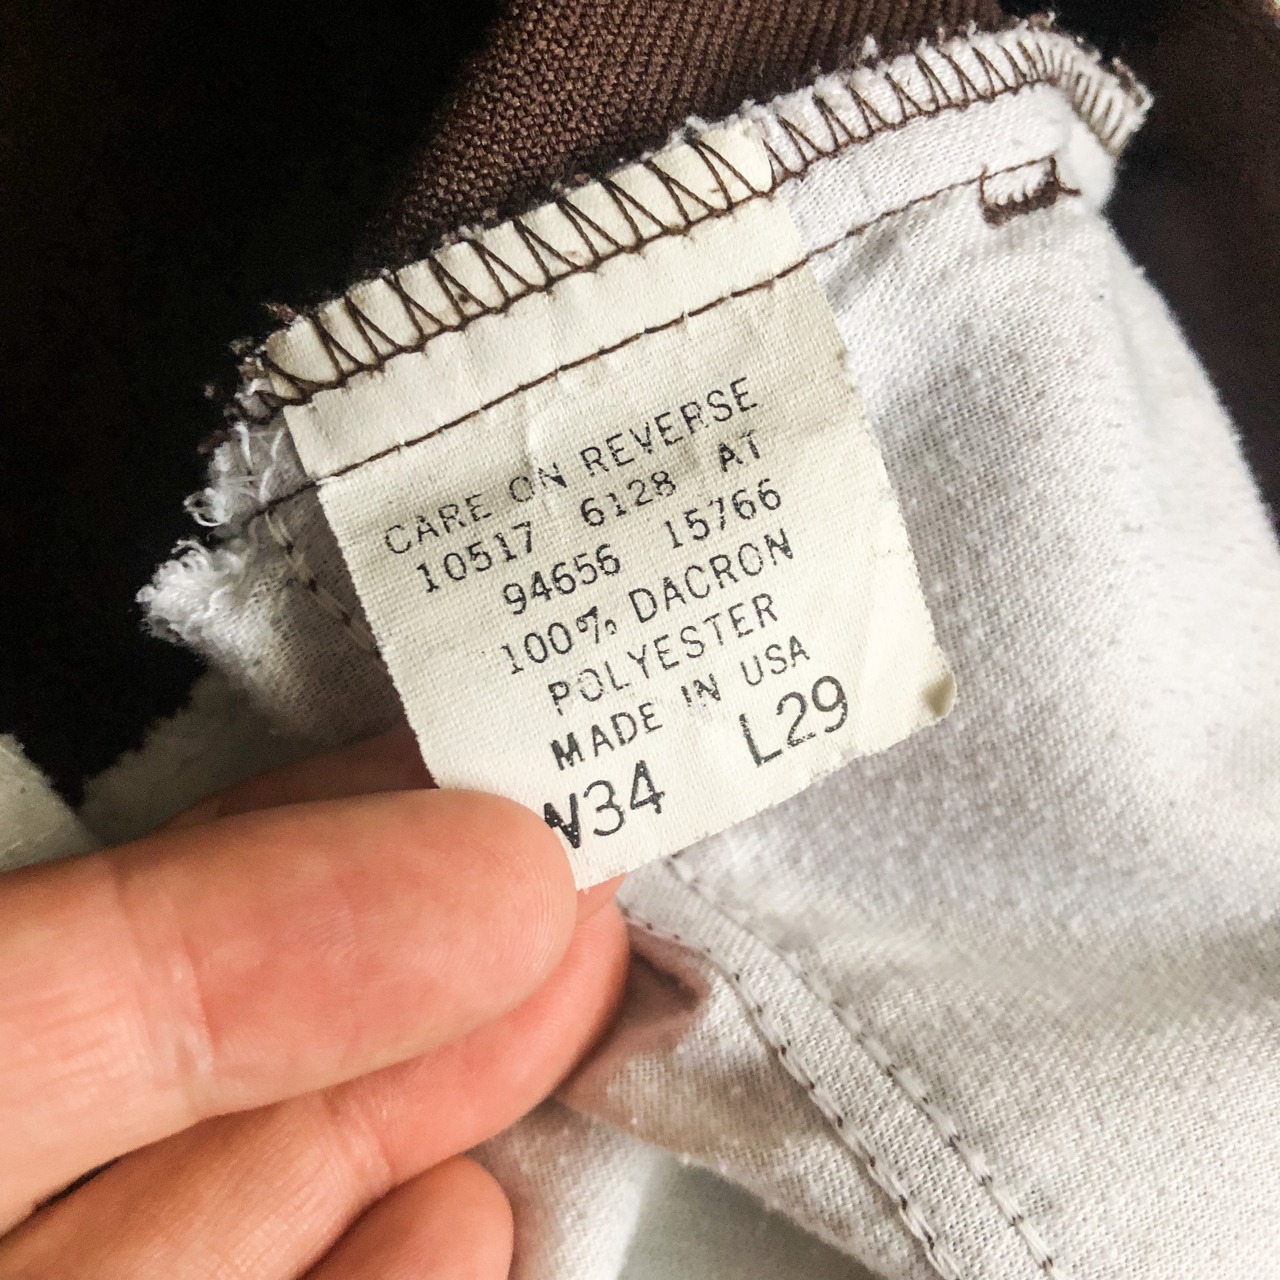 CARE ON REVERSE
10517 6128 AT
94656 15766
100% DACRON
POLYESTER
MADE IN USA
W34 L29